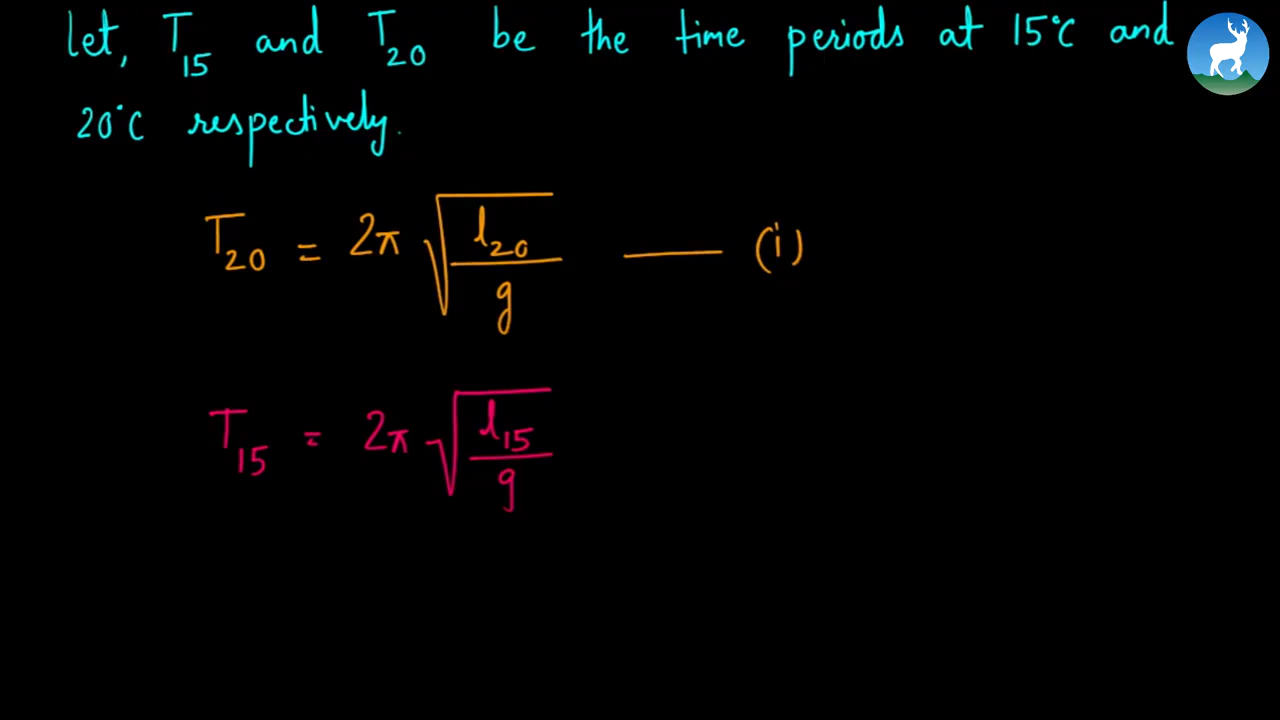 let, T₁₅ and T₂₀ be the time periods at 15°C and
20°C respectively.
T₂₀ = 2π √(l₂₀/g) —— (i)
T₁₅ = 2π √(l₁₅/g)